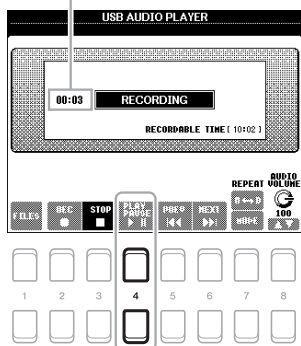 USB AUDIO PLAYER
00:03 RECORDING
RECORDABLE TIME [ 10:02 ]
REPEAT AUDIO VOLUME
FILES REC STOP PLAY PAUSE PREV NEXT MODE 100
1 2 3 4 5 6 7 8